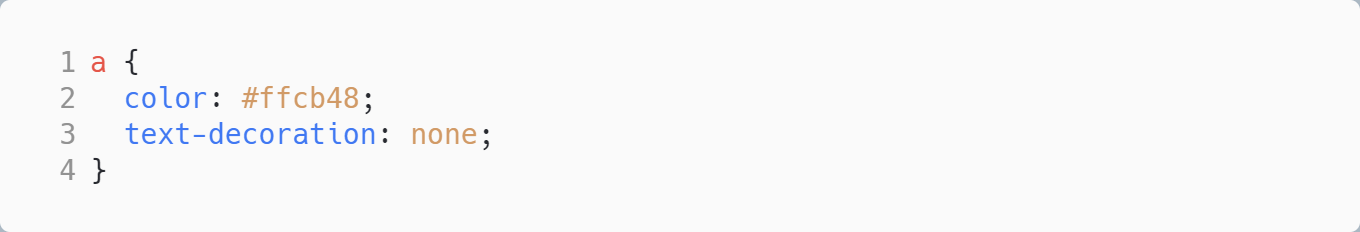 1 a {
2   color: #ffcb48;
3   text-decoration: none;
4 }